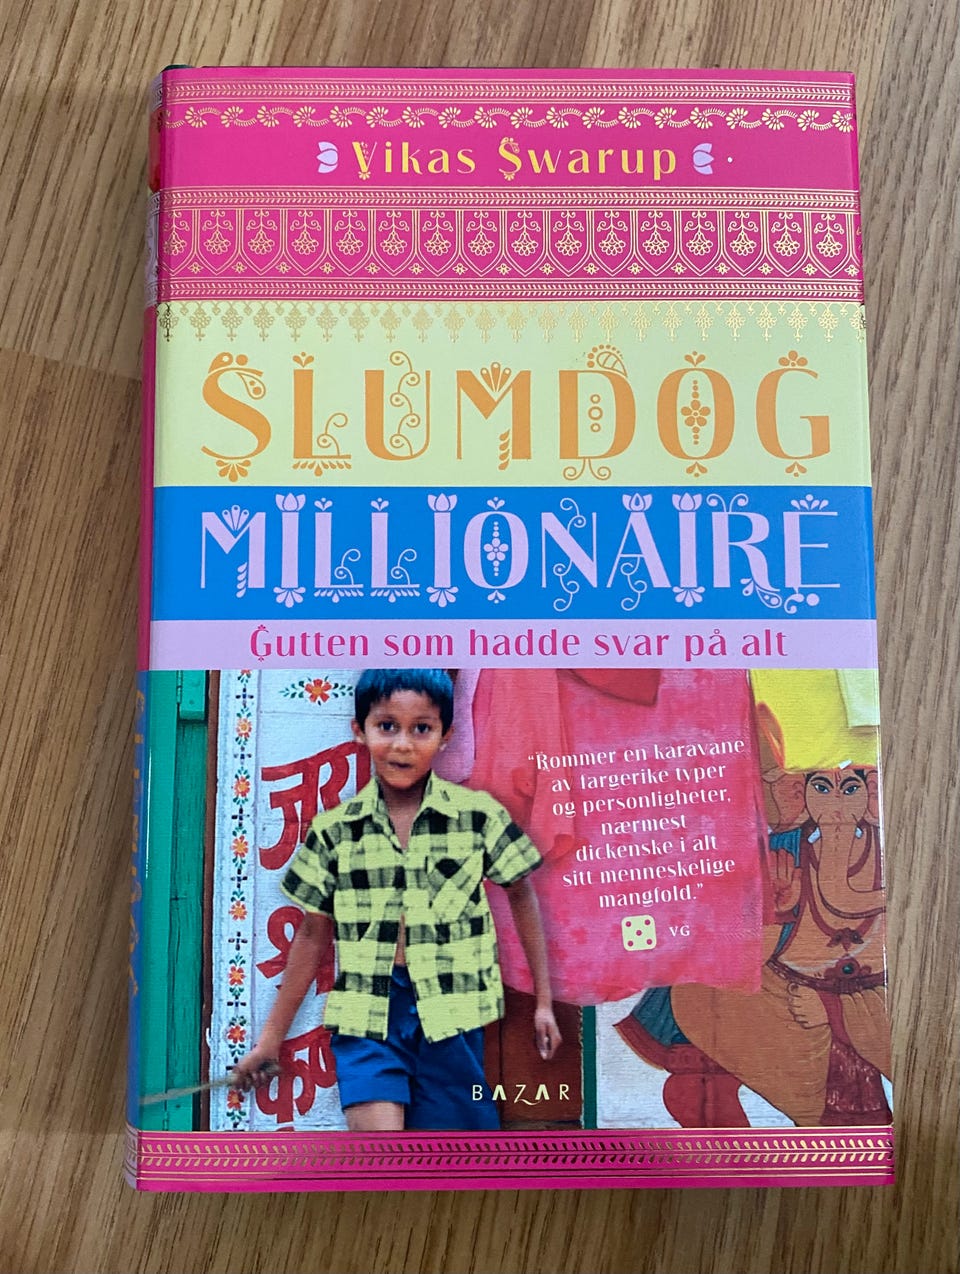 Vikas Swarup
SLUMDOG
MILLIONAIRE
Gutten som hadde svar på alt
“Rommer en karavane
av fargerike typer
og personligheter,
nærmest
dickenske i alt
sitt menneskelige
mangfold.”
VG
BAZAR